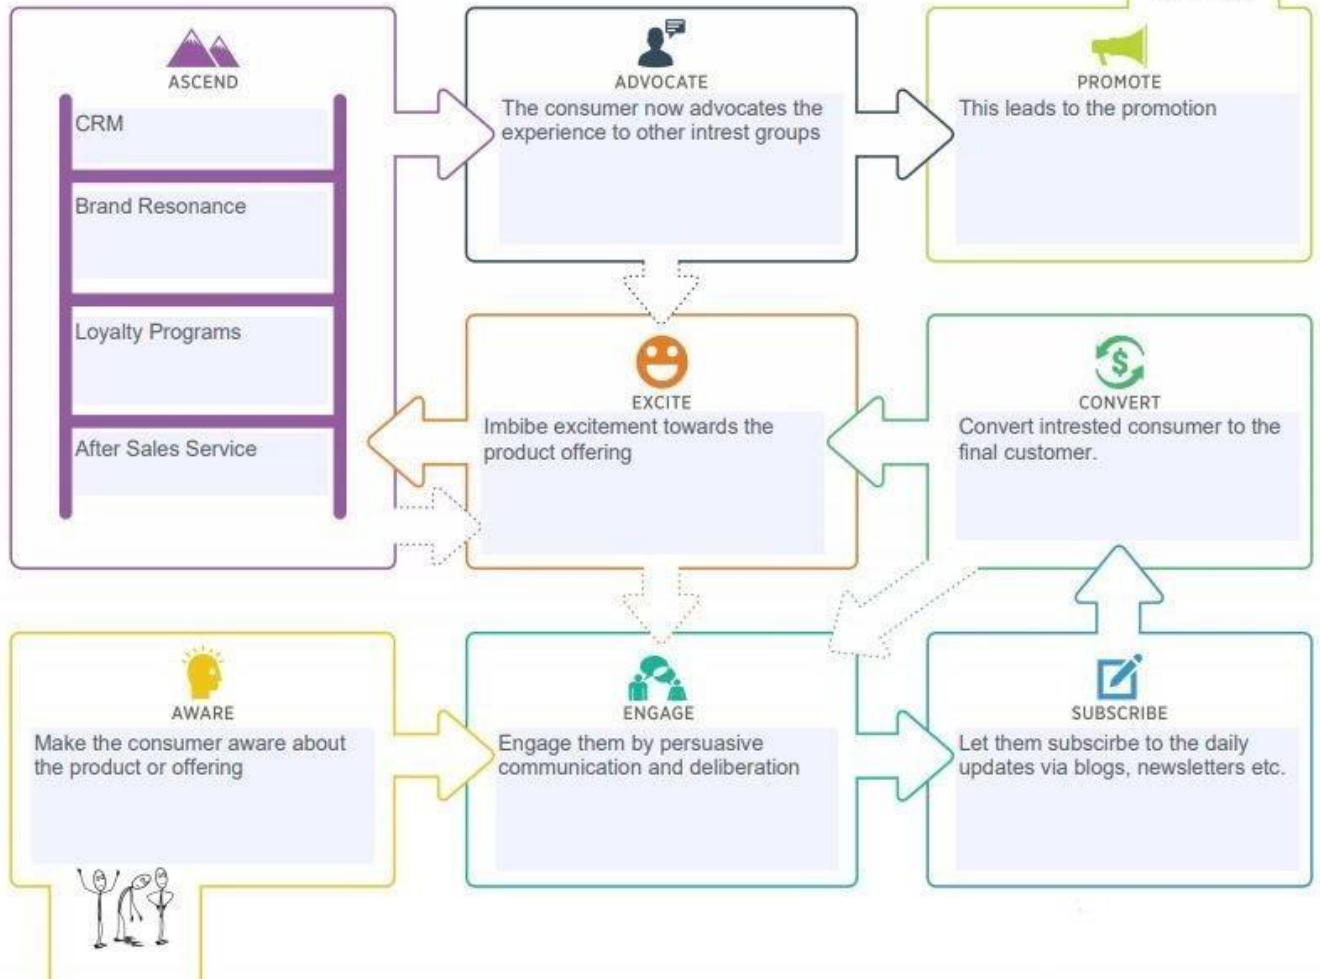 ASCEND
CRM
Brand Resonance
Loyalty Programs
After Sales Service
ADVOCATE
The consumer now advocates the
experience to other intrest groups
PROMOTE
This leads to the promotion
EXCITE
Imbibe excitement towards the
product offering
$
CONVERT
Convert intrested consumer to the
final customer.
AWARE
Make the consumer aware about
the product or offering
ENGAGE
Engage them by persuasive
communication and deliberation
SUBSCRIBE
Let them subscirbe to the daily
updates via blogs, newsletters etc.